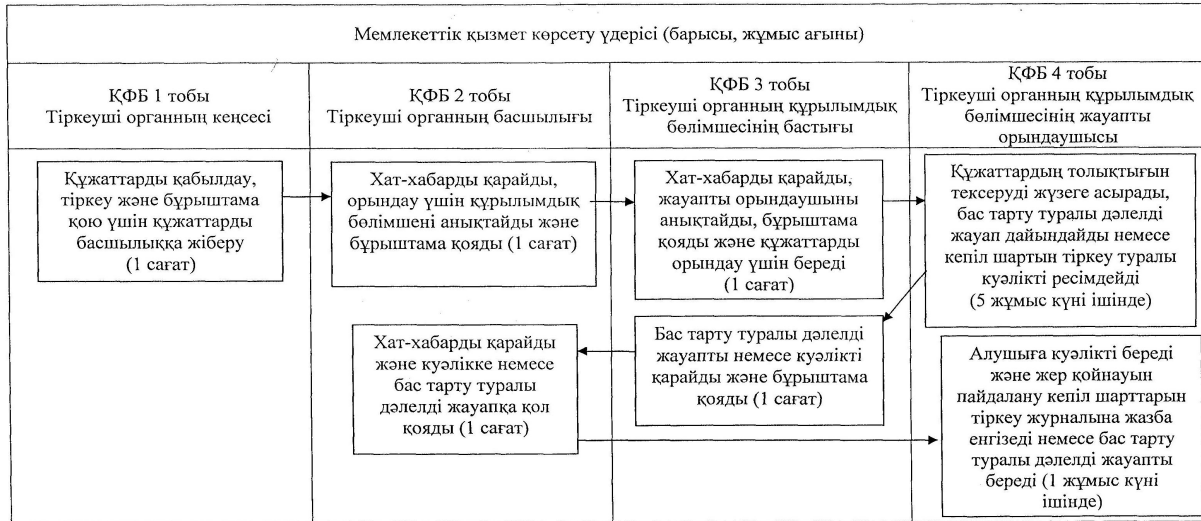 Мемлекеттік қызмет көрсету үдерісі (барысы, жұмыс ағыны)
ҚФБ 1 тобы
Тіркеуші органның кеңсесі
ҚФБ 2 тобы
Тіркеуші органның басшылығы
ҚФБ 3 тобы
Тіркеуші органның құрылымдық
бөлімшесінің бастығы
ҚФБ 4 тобы
Тіркеуші органның құрылымдық
бөлімшесінің жауапты
орындаушысы
Құжаттарды қабылдау,
тіркеу және бұрыштама
қою үшін құжаттарды
басшылыққа жіберу
(1 сағат)
Хат-хабарды қарайды,
орындау үшін құрылымдық
бөлімшені анықтайды және
бұрыштама қояды (1 сағат)
Хат-хабарды қарайды,
жауапты орындаушыны
анықтайды, бұрыштама
қояды және құжаттарды
орындау үшін береді
(1 сағат)
Құжаттардың толықтығын
тексеруді жүзеге асырады,
бас тарту туралы дәлелді
жауап дайындайды немесе
кепіл шартын тіркеу туралы
куәлікті ресімдейді
(5 жұмыс күні ішінде)
Хат-хабарды қарайды
және куәлікке немесе
бас тарту туралы
дәлелді жауапқа қол
қояды (1 сағат)
Бас тарту туралы дәлелді
жауапты немесе куәлікті
қарайды және бұрыштама
қояды (1 сағат)
Алушыға куәлікті береді
және жер қойнауын
пайдалану кепіл шарттарын
тіркеу журналына жазба
енгізеді немесе бас тарту
туралы дәлелді жауапты
береді (1 жұмыс күні
ішінде)